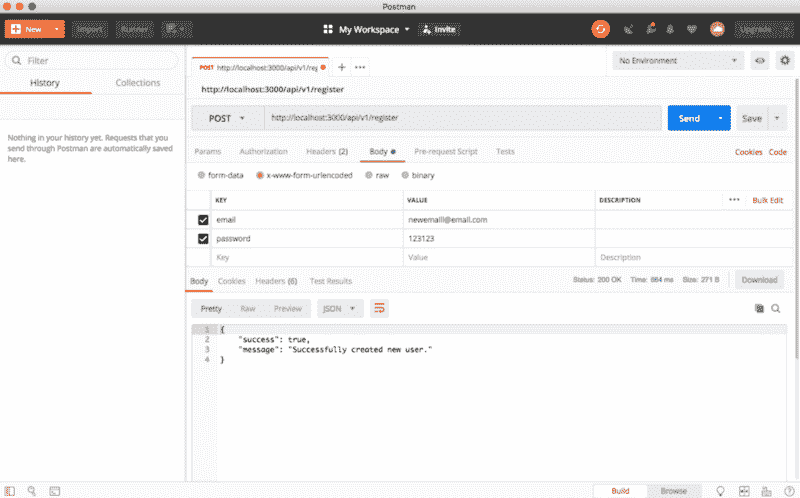 Postman
New Import Runner My Workspace Invite Upgrade
Filter
History Collections
Nothing in your history yet. Requests that
you send through Postman are automatically saved
here.
POST http://localhost:3000/api/v1/reg
No Environment
http://localhost:3000/api/v1/register
POST http://localhost:3000/api/v1/register Send Save
Params Authorization Headers (2) Body Pre-request Script Tests Cookies Code
form-data x-www-form-urlencoded raw binary
KEY VALUE DESCRIPTION Bulk Edit
email newemailll@email.com
password 123123
Key Value Description
Body Cookies Headers (6) Test Results Status: 200 OK Time: 664 ms Size: 271 B Download
Pretty Raw Preview JSON
1 {
2 "success": true,
3 "message": "Successfully created new user."
4 }
Build Browse